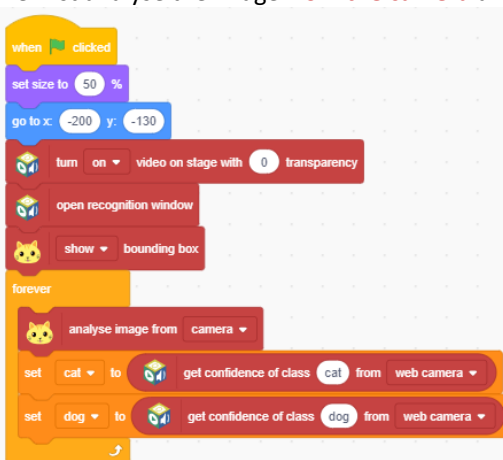 when clicked
set size to 50 %
go to x: -200 y: -130
turn on video on stage with 0 transparency
open recognition window
show bounding box
forever
analyse image from camera
set cat to get confidence of class cat from web camera
set dog to get confidence of class dog from web camera